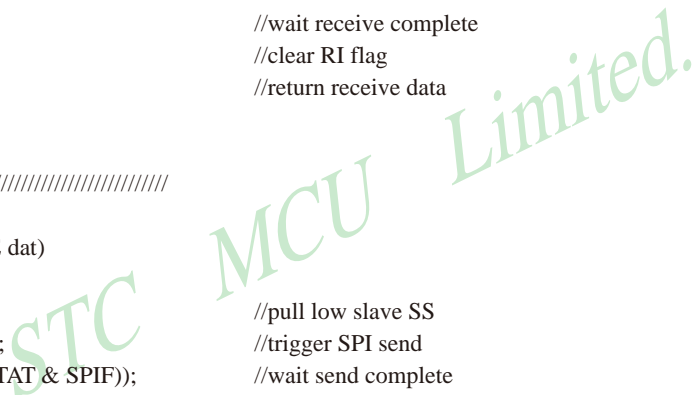 //wait receive complete
//clear RI flag
//return receive data
//////////////////////////
dat)
//pull low slave SS
; //trigger SPI send
TAT & SPIF)); //wait send complete
STC MCU Limited.